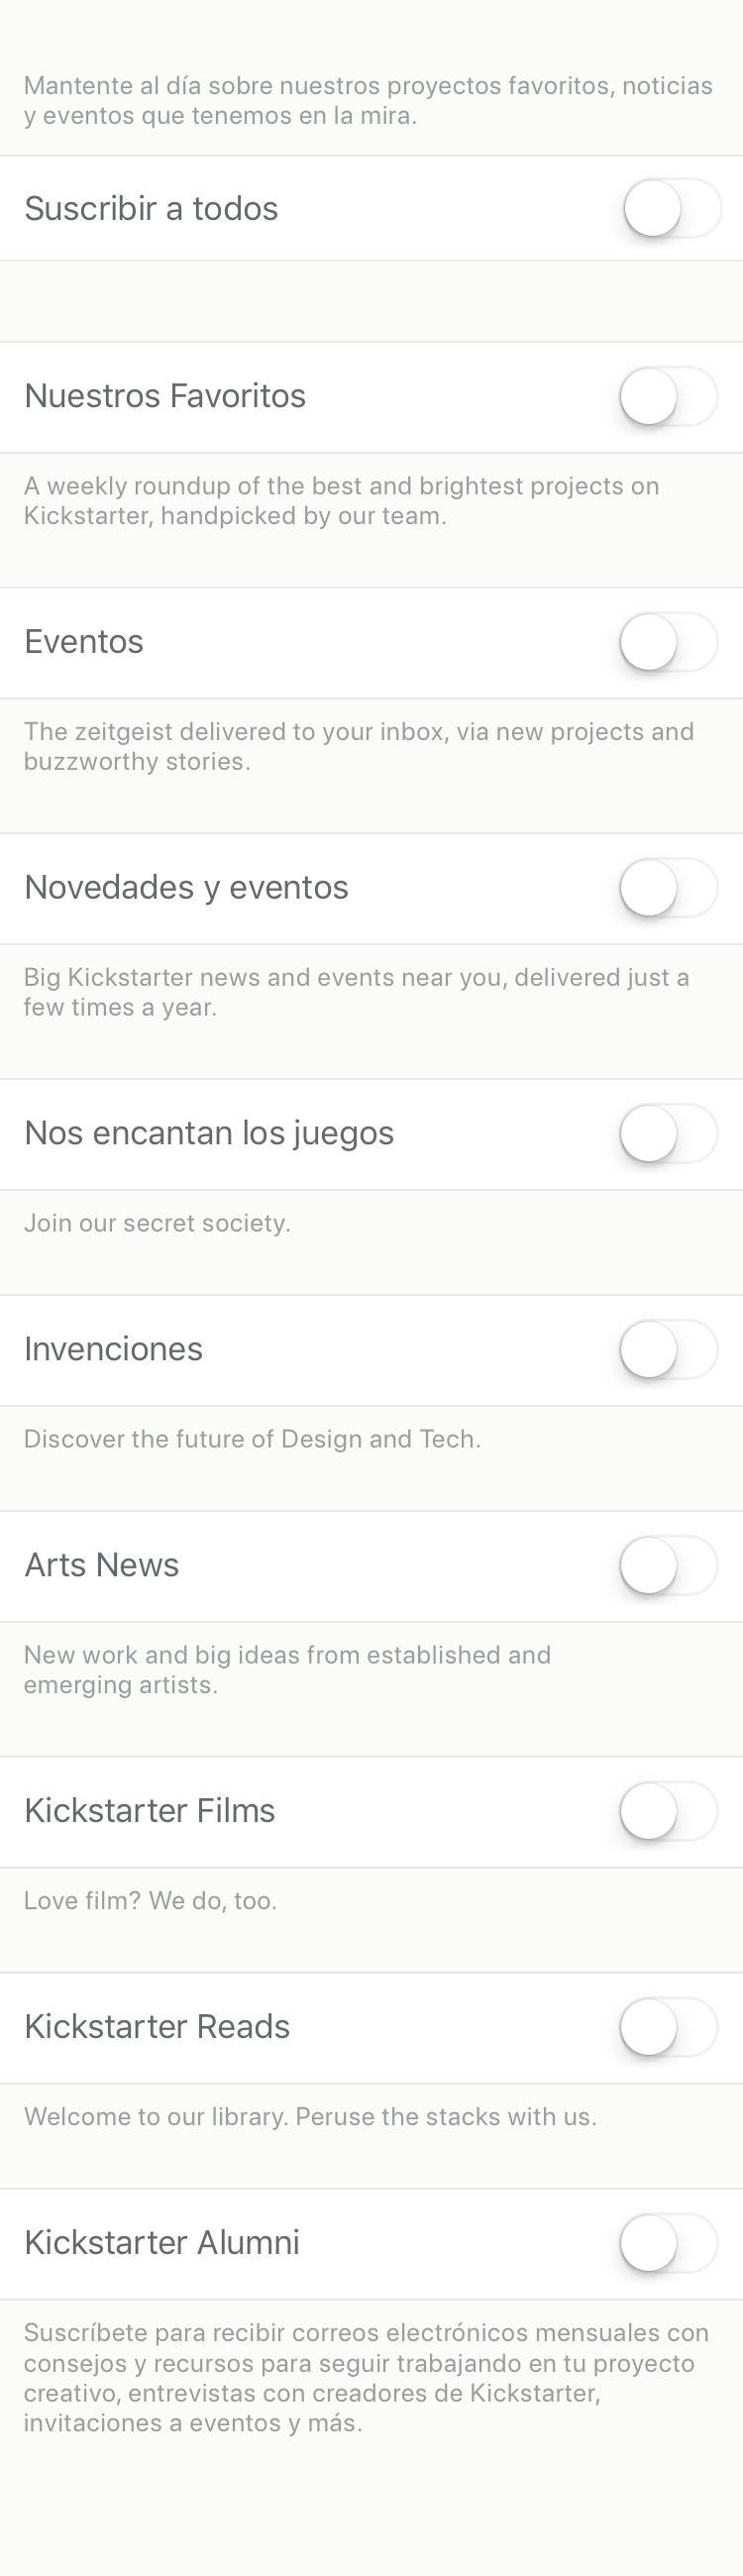 Mantente al día sobre nuestros proyectos favoritos, noticias
y eventos que tenemos en la mira.
Suscribir a todos
Nuestros Favoritos
A weekly roundup of the best and brightest projects on
Kickstarter, handpicked by our team.
Eventos
The zeitgeist delivered to your inbox, via new projects and
buzzworthy stories.
Novedades y eventos
Big Kickstarter news and events near you, delivered just a
few times a year.
Nos encantan los juegos
Join our secret society.
Invenciones
Discover the future of Design and Tech.
Arts News
New work and big ideas from established and
emerging artists.
Kickstarter Films
Love film? We do, too.
Kickstarter Reads
Welcome to our library. Peruse the stacks with us.
Kickstarter Alumni
Suscríbete para recibir correos electrónicos mensuales con
consejos y recursos para seguir trabajando en tu proyecto
creativo, entrevistas con creadores de Kickstarter,
invitaciones a eventos y más.